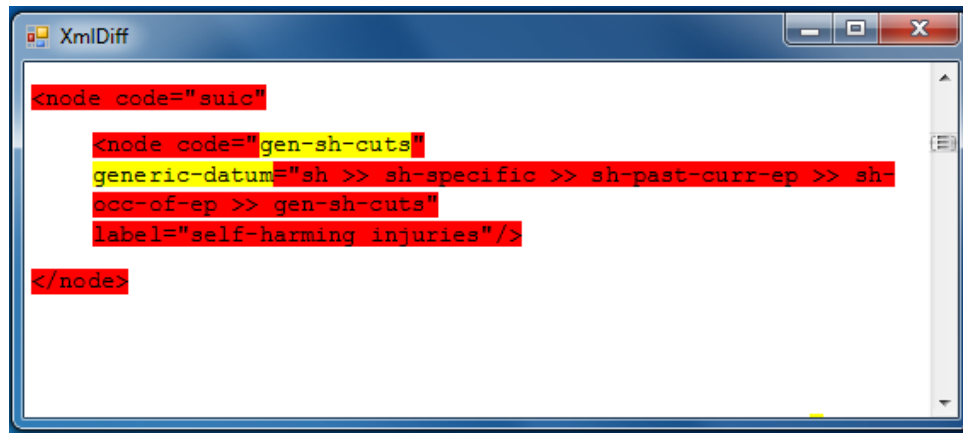 XmlDiff
<node code="suic"
<node code="gen-sh-cuts"
generic-datum="sh >> sh-specific >> sh-past-curr-ep >> sh-
occ-of-ep >> gen-sh-cuts"
label="self-harming injuries"/>
</node>